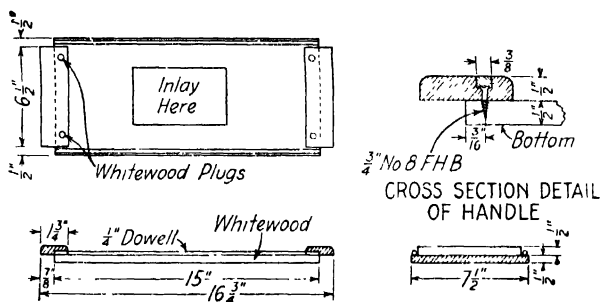 1/2"
6 1/2"
1/2"
Inlay
Here
Whitewood Plugs
3/8
1/2"
1/2"
3/16"
Bottom
3/4" No 8 FHB
CROSS SECTION DETAIL
OF HANDLE
1 3/4"
1/4" Dowell
Whitewood
7/8"
15"
16 3/4"
1/2"
7 1/2"
1/2"